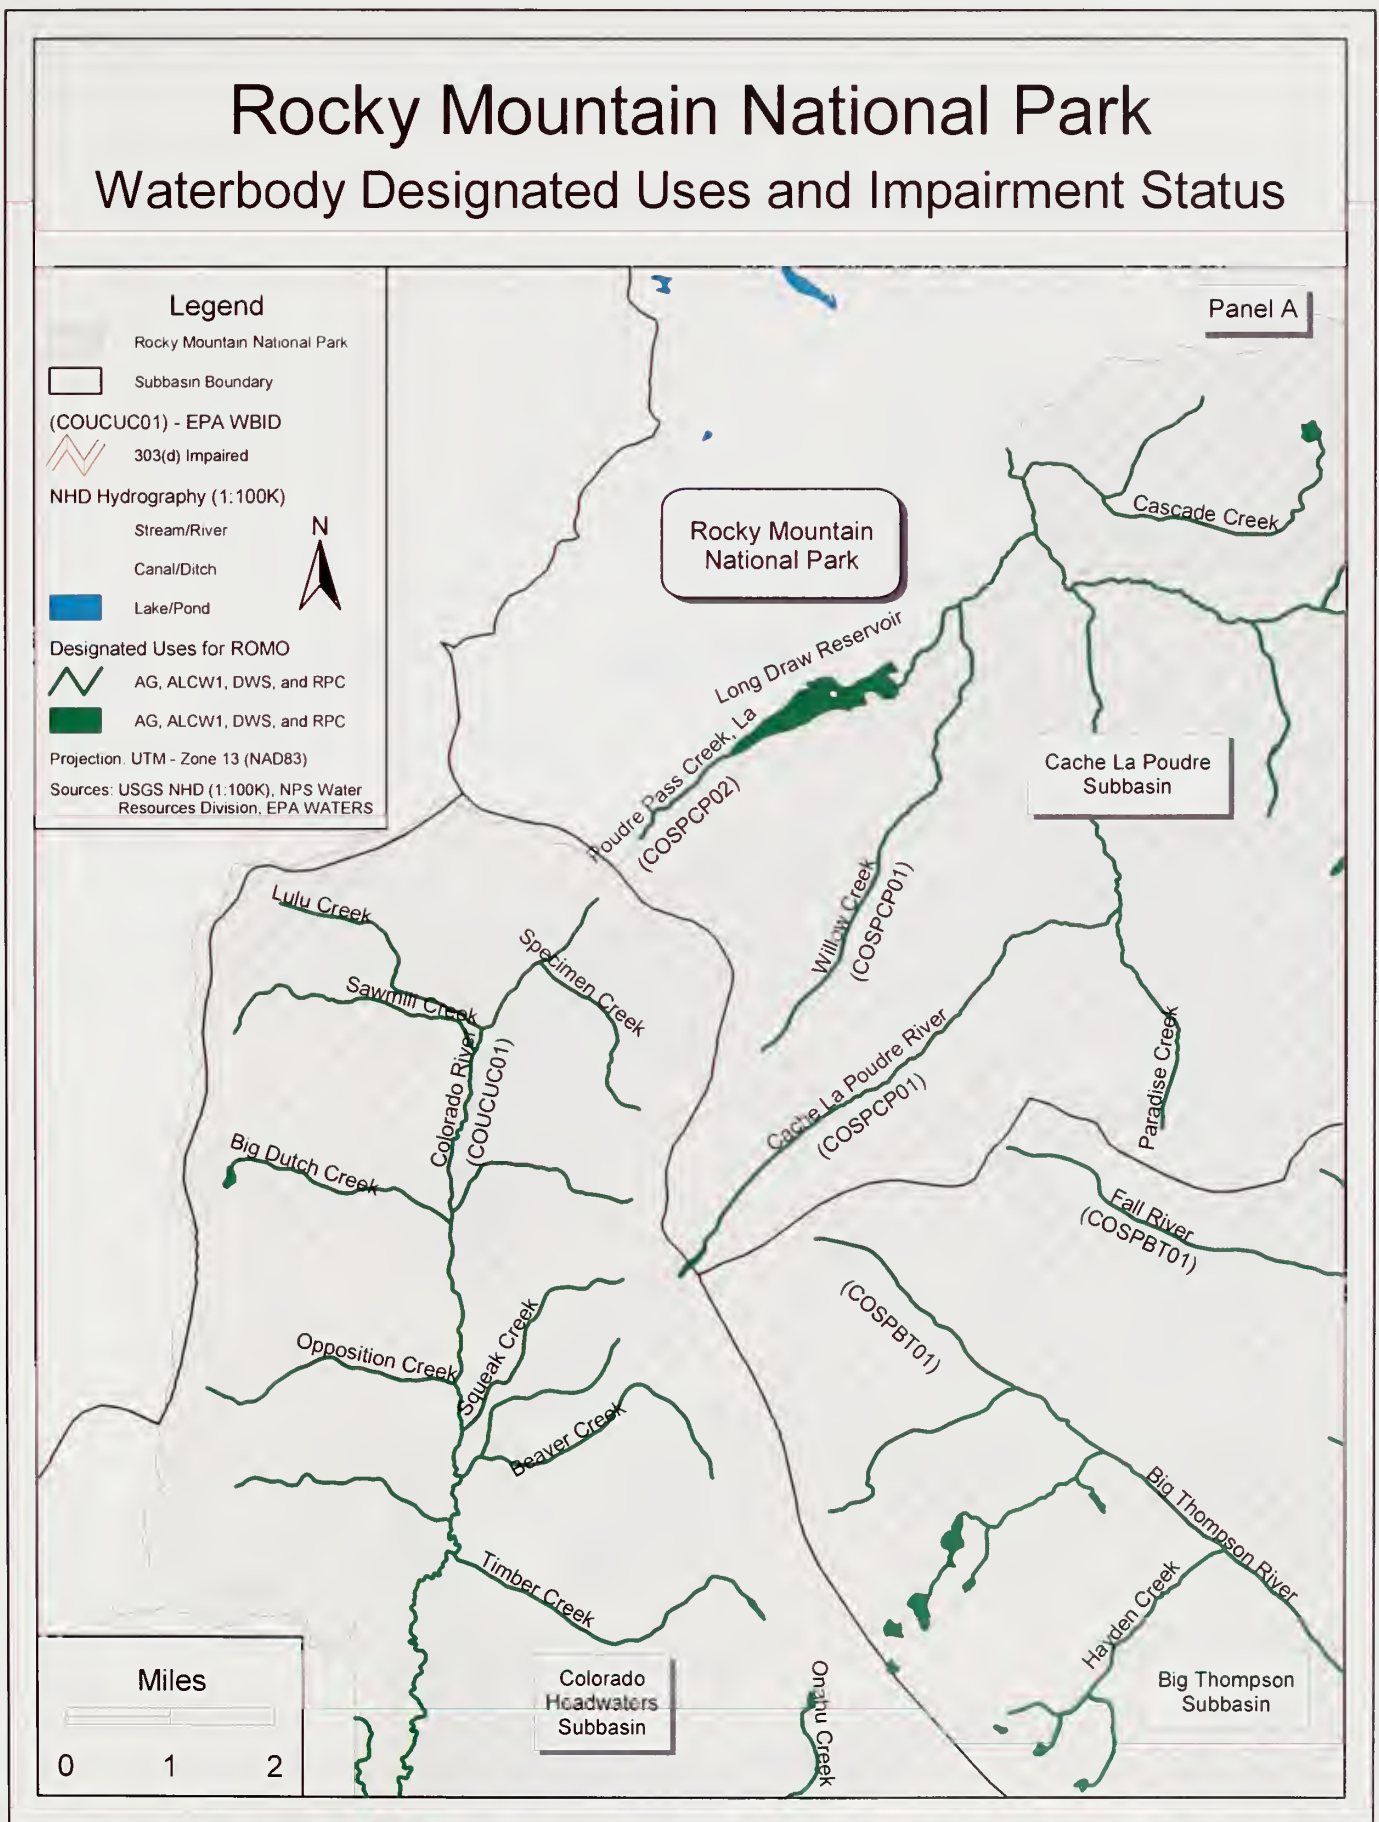 Rocky Mountain National Park
Waterbody Designated Uses and Impairment Status
Legend
Rocky Mountain National Park
Subbasin Boundary
(COUCUC01) - EPA WBID
303(d) Impaired
NHD Hydrography (1:100K)
Stream/River
Canal/Ditch
Lake/Pond
N
Designated Uses for ROMO
AG, ALCW1, DWS, and RPC
AG, ALCW1, DWS, and RPC
Projection. UTM - Zone 13 (NAD83)
Sources: USGS NHD (1:100K), NPS Water
Resources Division, EPA WATERS
Panel A
Cascade Creek
Rocky Mountain
National Park
Long Draw Reservoir
Poudre Pass Creek, La
(COSPCP02)
Cache La Poudre
Subbasin
Willow Creek
(COSPCP01)
Lulu Creek
Specimen Creek
Sawmill Creek
Colorado River
(COUCUC01)
Cache La Poudre River
(COSPCP01)
Paradise Creek
Big Dutch Creek
Fall River
(COSPBT01)
(COSPBT01)
Squeak Creek
Opposition Creek
Beaver Creek
Big Thompson River
Timber Creek
Hayden Creek
Onahu Creek
Colorado
Headwaters
Subbasin
Big Thompson
Subbasin
Miles
0 1 2